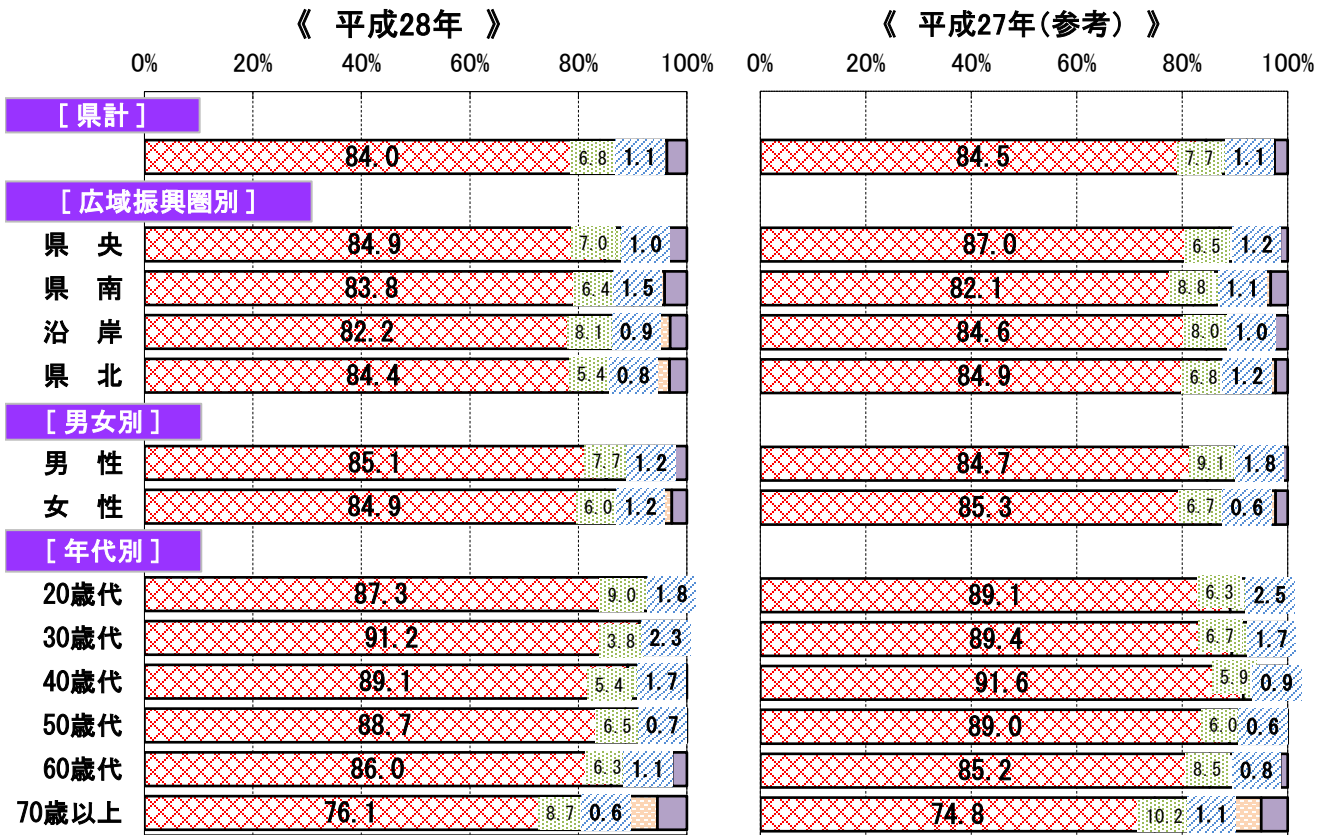 《 平成28年 》 《 平成27年(参考) 》
0% 20% 40% 60% 80% 100% 0% 20% 40% 60% 80% 100%
[ 県計 ]
84.0 6.8 1.1 84.5 7.7 1.1
[ 広域振興圏別 ]
県 央 84.9 7.0 1.0 87.0 6.5 1.2
県 南 83.8 6.4 1.5 82.1 8.8 1.1
沿 岸 82.2 8.1 0.9 84.6 8.0 1.0
県 北 84.4 5.4 0.8 84.9 6.8 1.2
[ 男女別 ]
男 性 85.1 7.7 1.2 84.7 9.1 1.8
女 性 84.9 6.0 1.2 85.3 6.7 0.6
[ 年代別 ]
20歳代 87.3 9.0 1.8 89.1 6.3 2.5
30歳代 91.2 3.8 2.3 89.4 6.7 1.7
40歳代 89.1 5.4 1.7 91.6 5.9 0.9
50歳代 88.7 6.5 0.7 89.0 6.0 0.6
60歳代 86.0 6.3 1.1 85.2 8.5 0.8
70歳以上 76.1 8.7 0.6 74.8 10.2 1.1